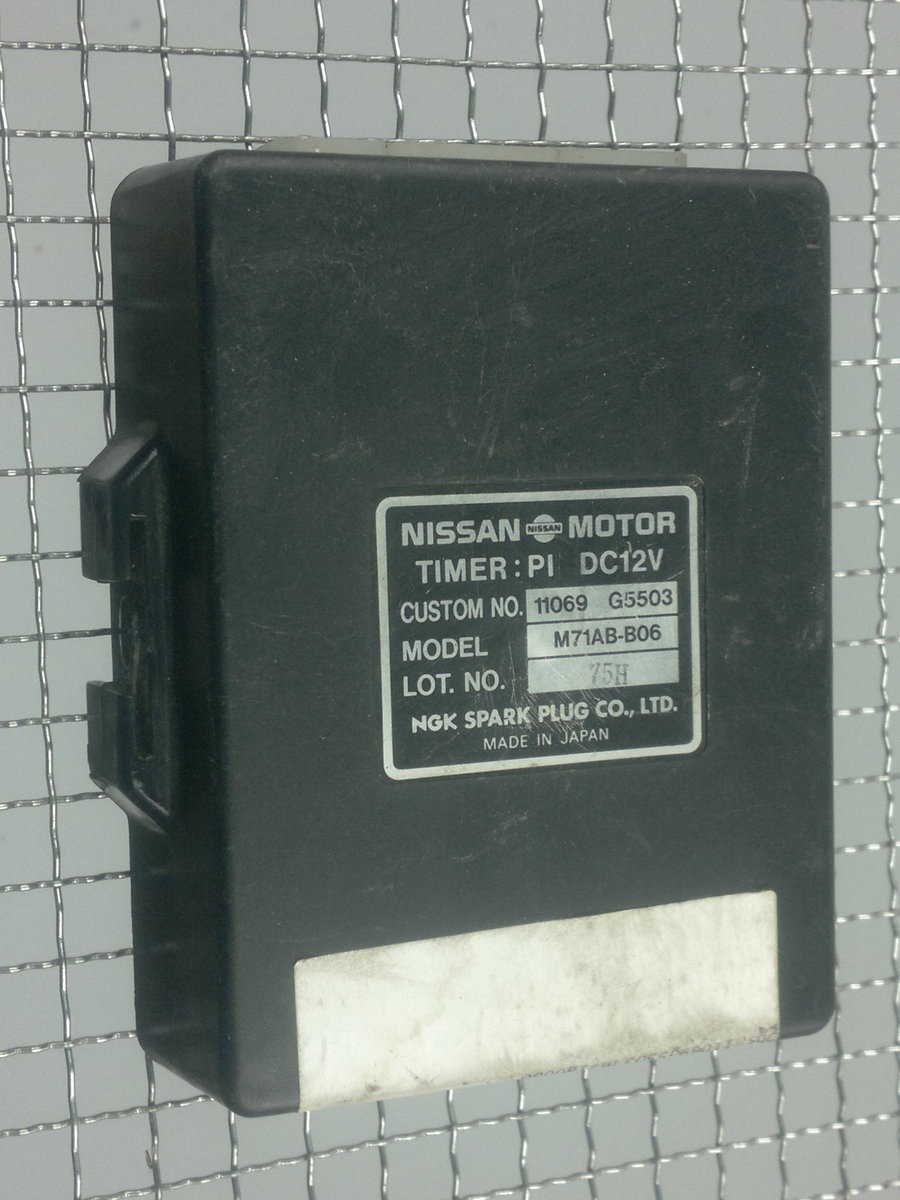 NISSAN NISSAN MOTOR
TIMER : PI DC12V
CUSTOM NO. 11069 G5503
MODEL M71AB-B06
LOT. NO. 75H
NGK SPARK PLUG CO., LTD.
MADE IN JAPAN